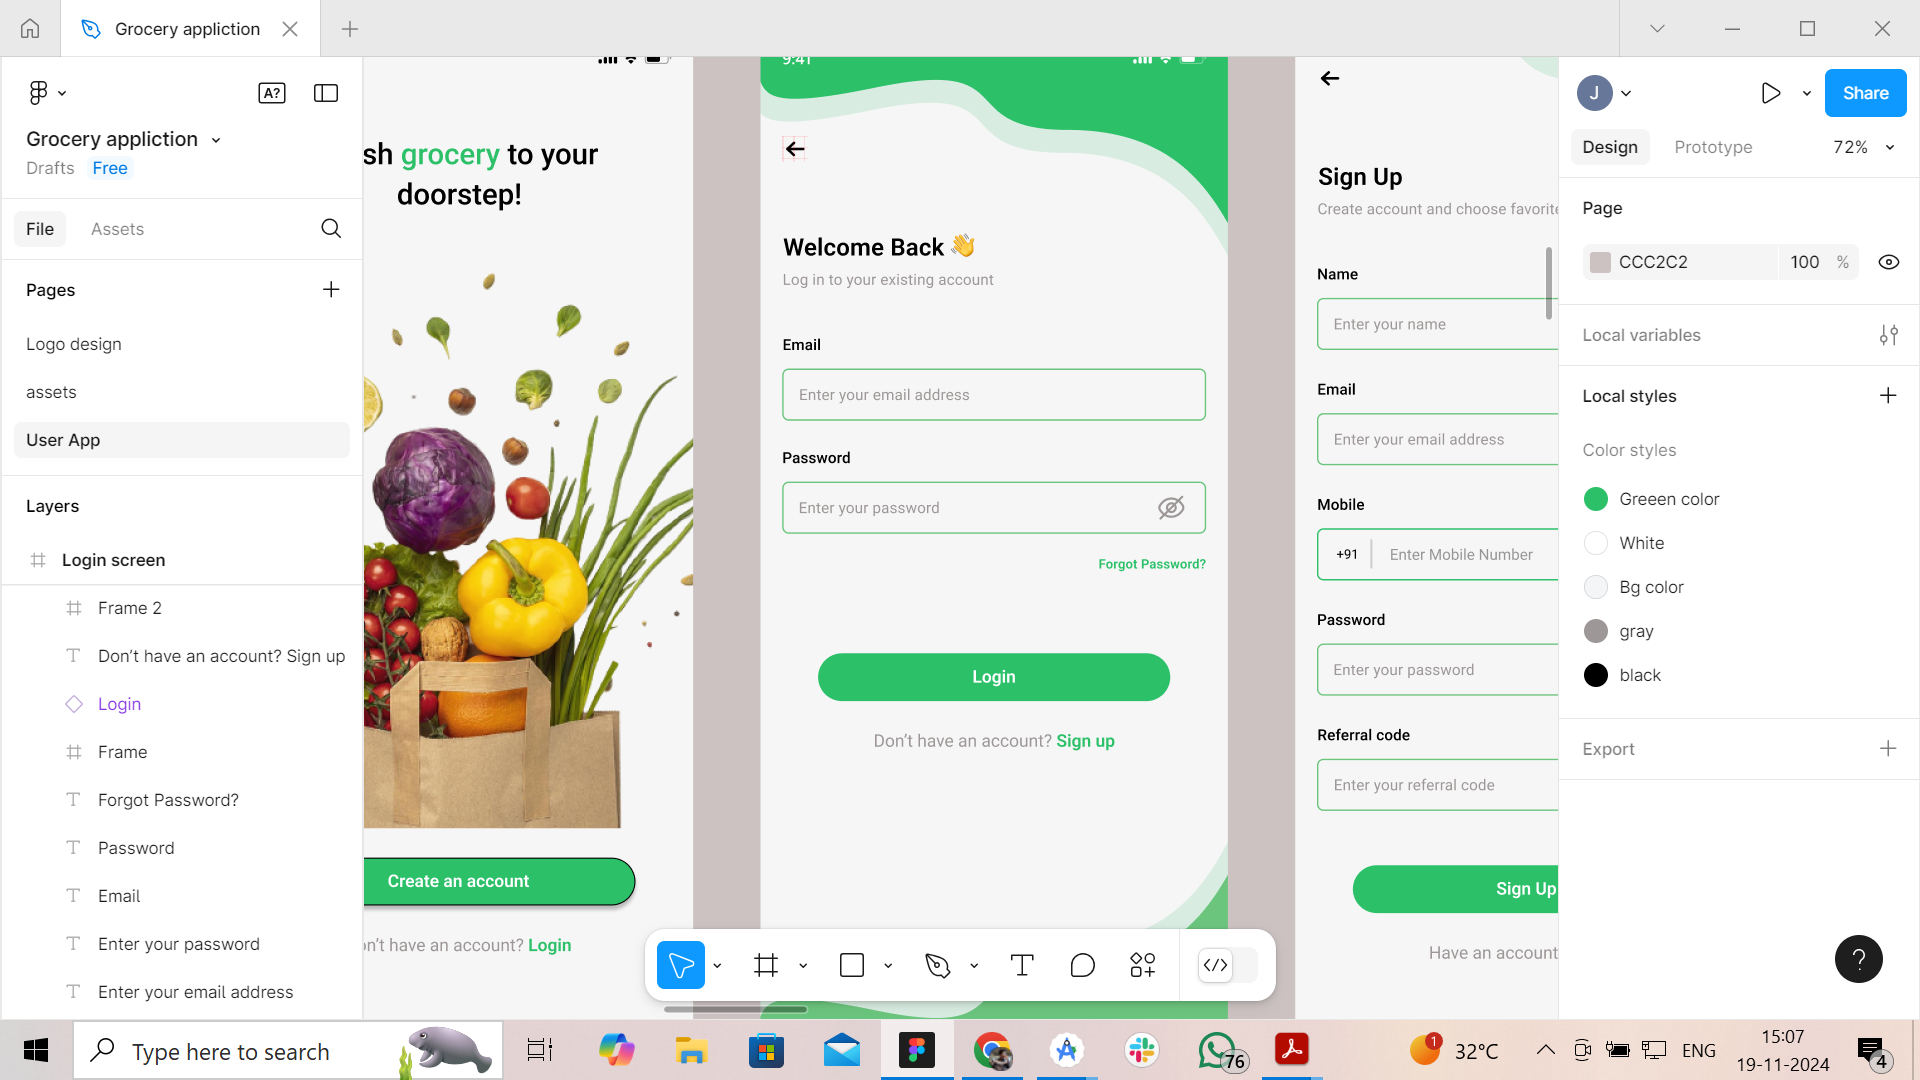 Grocery appliction
A?
Grocery appliction
Drafts Free
File Assets
Pages
Logo design
assets
User App
Layers
Login screen
Frame 2
Don't have an account? Sign up
Login
Frame
Forgot Password?
Password
Email
Enter your password
Enter your email address
sh grocery to your
doorstep!
Create an account
n't have an account? Login
9:41
Welcome Back 👋
Log in to your existing account
Email
Enter your email address
Password
Enter your password
Forgot Password?
Login
Don't have an account? Sign up
Sign Up
Create account and choose favorite
Name
Enter your name
Email
Enter your email address
Mobile
+91 Enter Mobile Number
Password
Enter your password
Referral code
Enter your referral code
Sign Up
Have an account
J
Share
Design Prototype 72%
Page
CCC2C2 100 %
Local variables
Local styles
Color styles
Greeen color
White
Bg color
gray
black
Export
?
Type here to search
76
1
32°C
ENG
15:07
19-11-2024
4